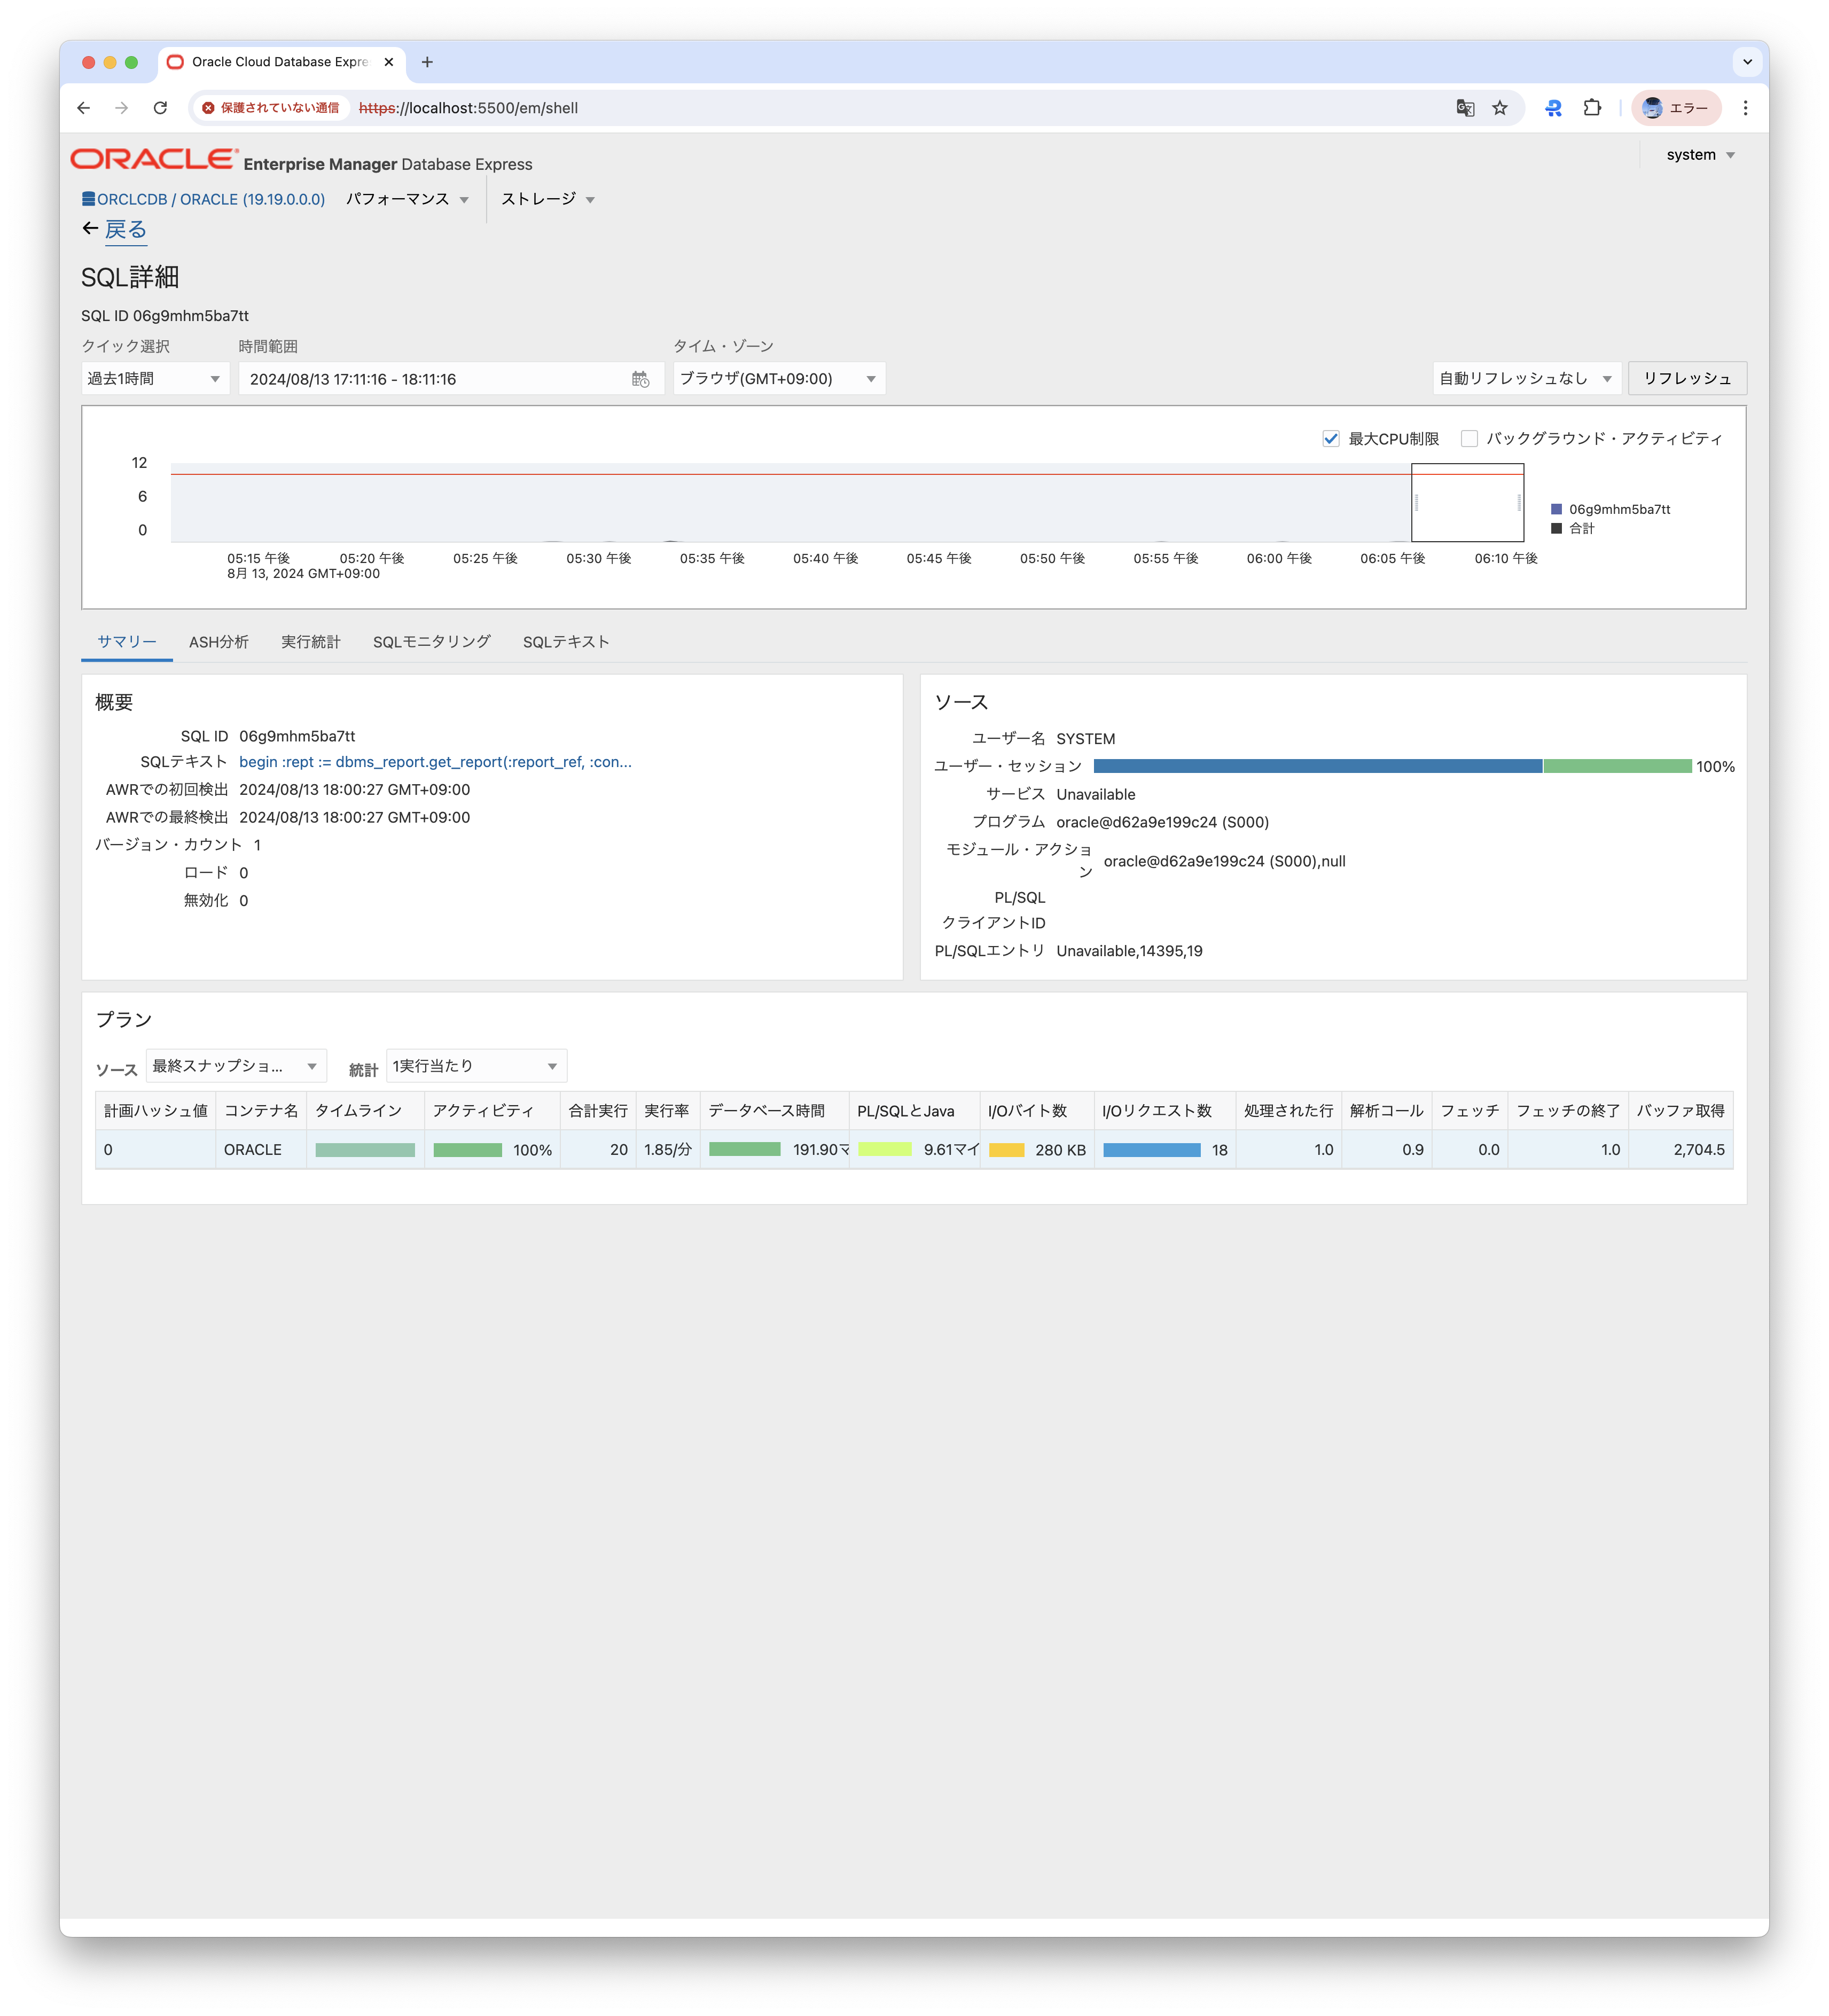 Oracle Cloud Database Expre
保護されていない通信 https://localhost:5500/em/shell エラー
ORACLE Enterprise Manager Database Express system
ORCLCDB / ORACLE (19.19.0.0.0) パフォーマンス ストレージ
戻る
SQL詳細
SQL ID 06g9mhm5ba7tt
クイック選択 時間範囲 タイム・ゾーン
過去1時間 2024/08/13 17:11:16 - 18:11:16 ブラウザ(GMT+09:00) 自動リフレッシュなし リフレッシュ
最大CPU制限 バックグラウンド・アクティビティ
12
6
0
06g9mhm5ba7tt
合計
05:15 午後 05:20 午後 05:25 午後 05:30 午後 05:35 午後 05:40 午後 05:45 午後 05:50 午後 05:55 午後 06:00 午後 06:05 午後 06:10 午後
8月 13, 2024 GMT+09:00
サマリー ASH分析 実行統計 SQLモニタリング SQLテキスト
概要
SQL ID 06g9mhm5ba7tt
SQLテキスト begin :rept := dbms_report.get_report(:report_ref, :con...
AWRでの初回検出 2024/08/13 18:00:27 GMT+09:00
AWRでの最終検出 2024/08/13 18:00:27 GMT+09:00
バージョン・カウント 1
ロード 0
無効化 0
ソース
ユーザー名 SYSTEM
ユーザー・セッション 100%
サービス Unavailable
プログラム oracle@d62a9e199c24 (S000)
モジュール・アクション oracle@d62a9e199c24 (S000),null
PL/SQL
クライアントID
PL/SQLエントリ Unavailable,14395,19
プラン
ソース 最終スナップショ... 統計 1実行当たり
計画ハッシュ値 コンテナ名 タイムライン アクティビティ 合計実行 実行率 データベース時間 PL/SQLとJava I/Oバイト数 I/Oリクエスト数 処理された行 解析コール フェッチ フェッチの終了 バッファ取得
0 ORACLE 100% 20 1.85/分 191.90マ 9.61マイ 280 KB 18 1.0 0.9 0.0 1.0 2,704.5